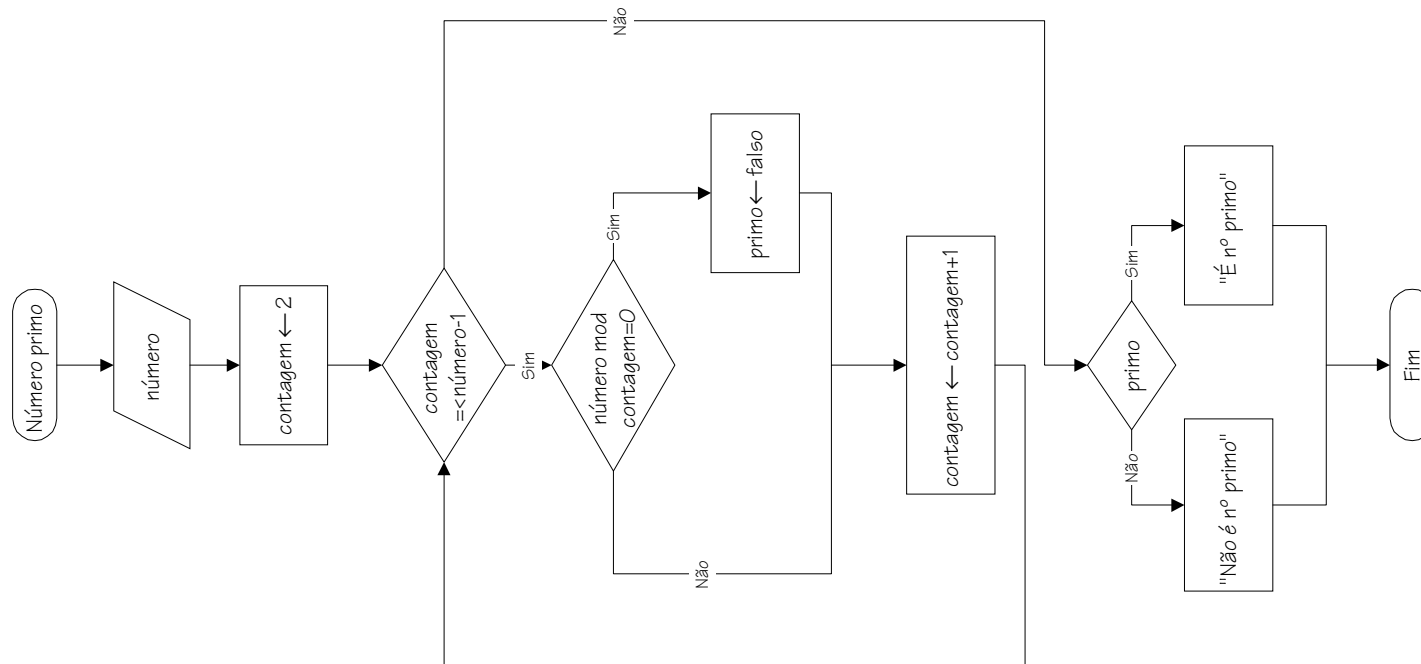 Número primo
número
contagem ← 2
contagem
=<número-1
Não
Sim
número mod
contagem=0
Sim
primo ← falso
Não
contagem ← contagem+1
primo
Sim
"É nº primo"
Não
"Não é nº primo"
Fim